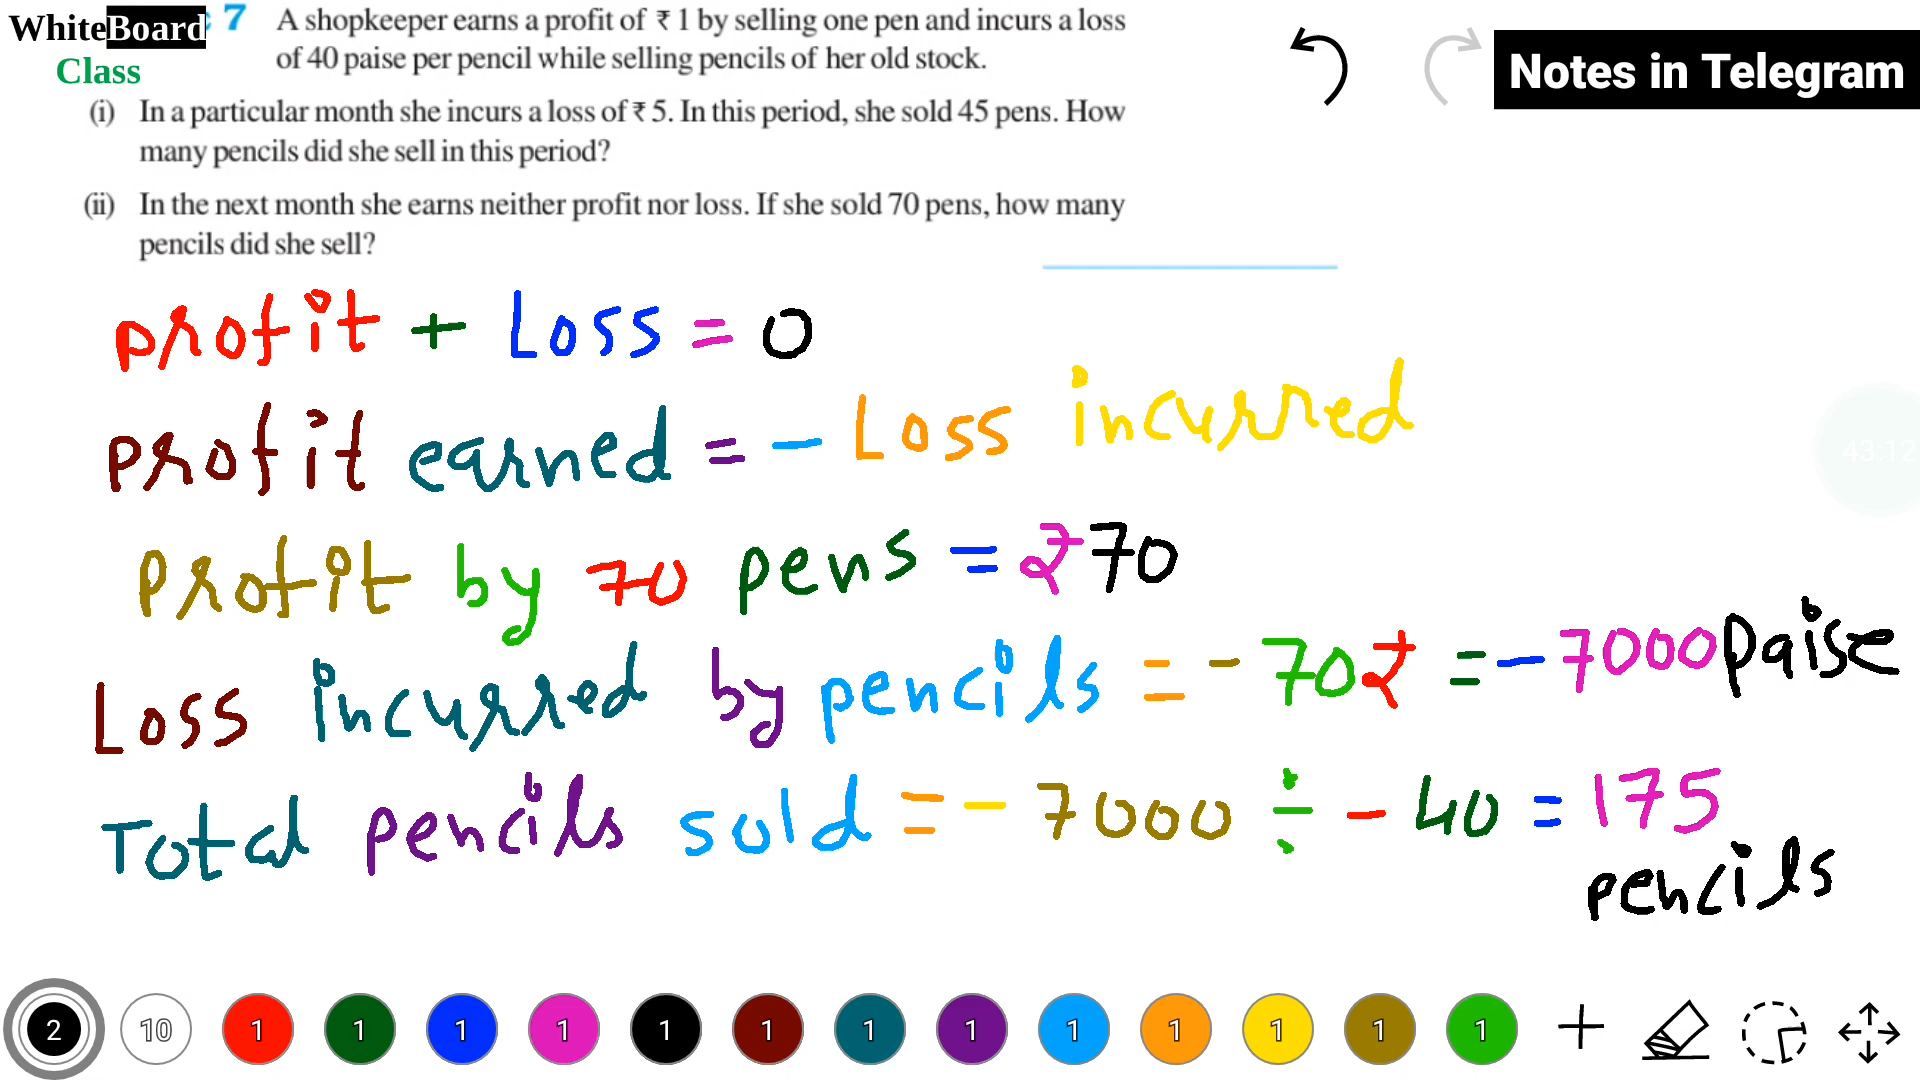 WhiteBoard : 7 A shopkeeper earns a profit of ₹ 1 by selling one pen and incurs a loss
Class of 40 paise per pencil while selling pencils of her old stock.
Notes in Telegram
(i) In a particular month she incurs a loss of ₹ 5. In this period, she sold 45 pens. How
many pencils did she sell in this period?
(ii) In the next month she earns neither profit nor loss. If she sold 70 pens, how many
pencils did she sell?
profit + Loss = 0
profit earned = - Loss incurred
43:12
Profit by 70 pens = ₹70
Loss incurred by pencils = - 70₹ = - 7000 Paise
Total pencils sold = - 7000 ÷ - 40 = 175
pencils
2 10 1 1 1 1 1 1 1 1 1 1 1 1 1